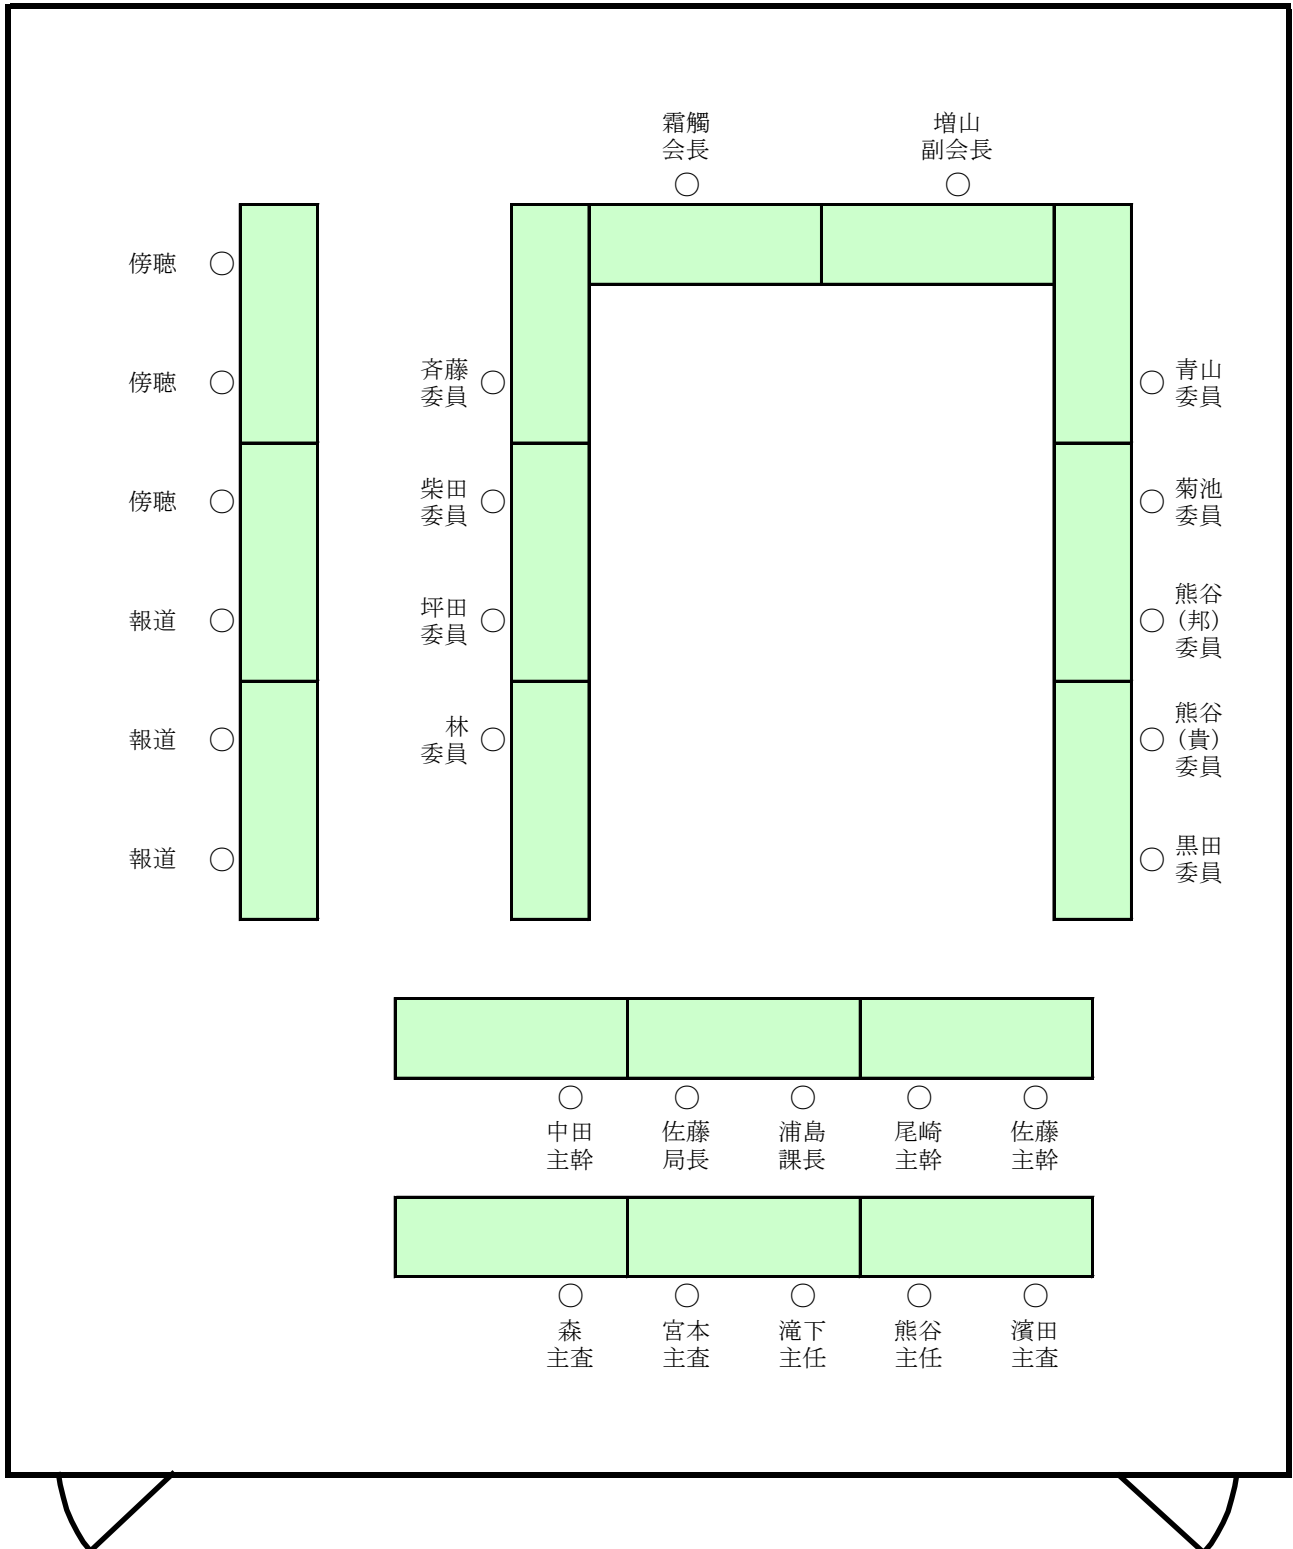 霜觸
会長
増山
副会長
傍聴
傍聴
傍聴
報道
報道
報道
斉藤
委員
柴田
委員
坪田
委員
林
委員
青山
委員
菊池
委員
熊谷
（邦）
委員
熊谷
（貴）
委員
黒田
委員
中田
主幹
佐藤
局長
浦島
課長
尾崎
主幹
佐藤
主幹
森
主査
宮本
主査
滝下
主任
熊谷
主任
濱田
主査